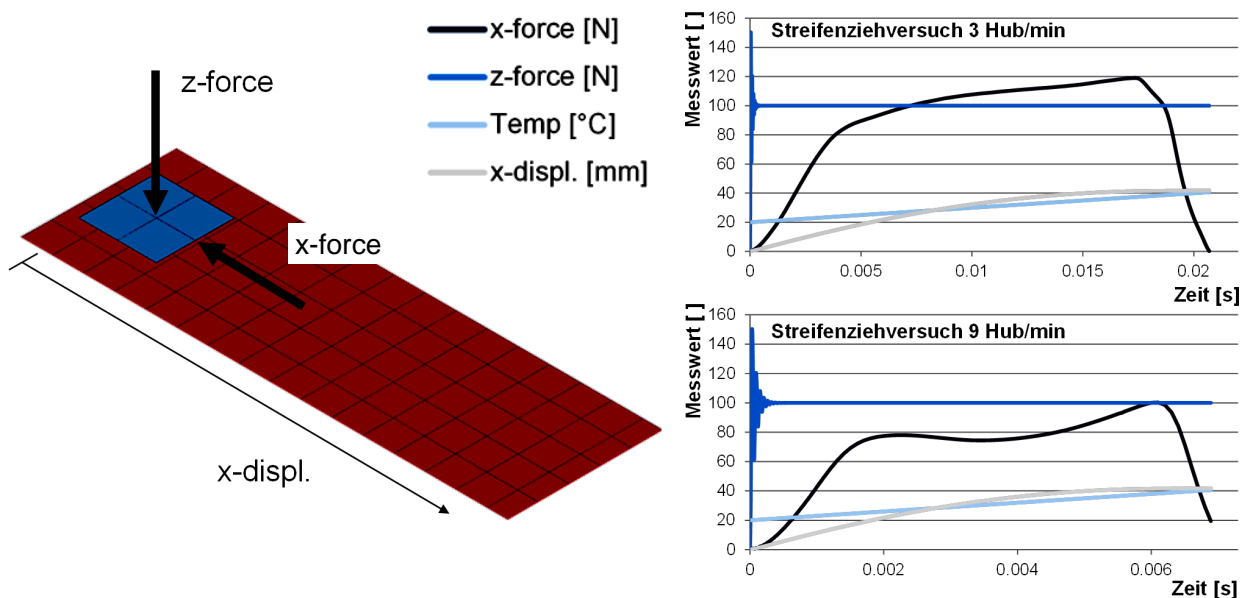 z-force
x-force
x-displ.
x-force [N]
z-force [N]
Temp [°C]
x-displ. [mm]
Streifenziehversuch 3 Hub/min
Messwert [ ]
160
140
120
100
80
60
40
20
0
0
0.005
0.01
0.015
0.02
Zeit [s]
Streifenziehversuch 9 Hub/min
Messwert [ ]
160
140
120
100
80
60
40
20
0
0
0.002
0.004
0.006
Zeit [s]